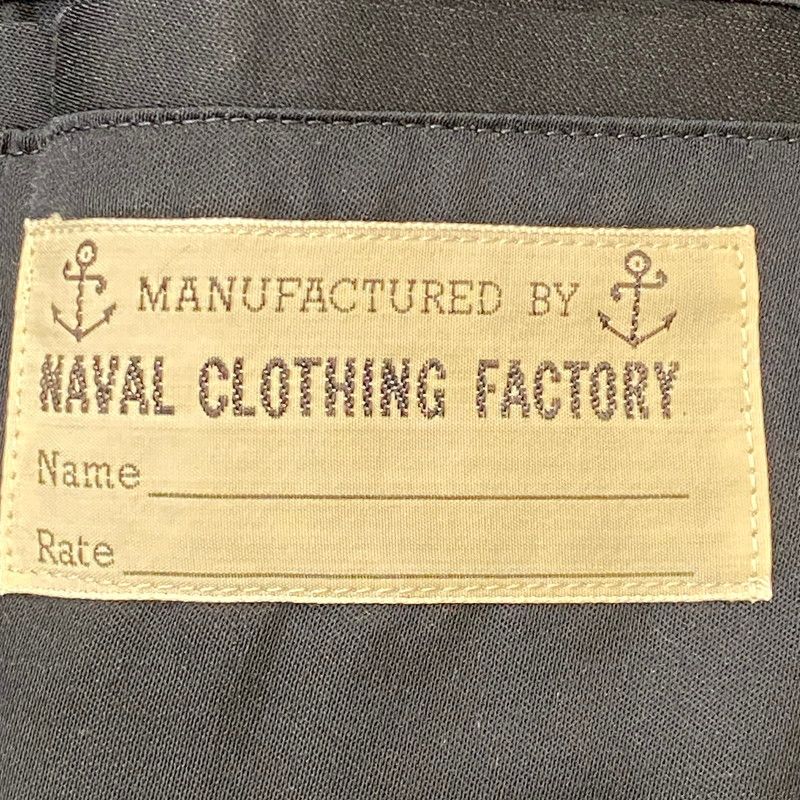 MANUFACTURED BY
NAVAL CLOTHING FACTORY
Name
Rate